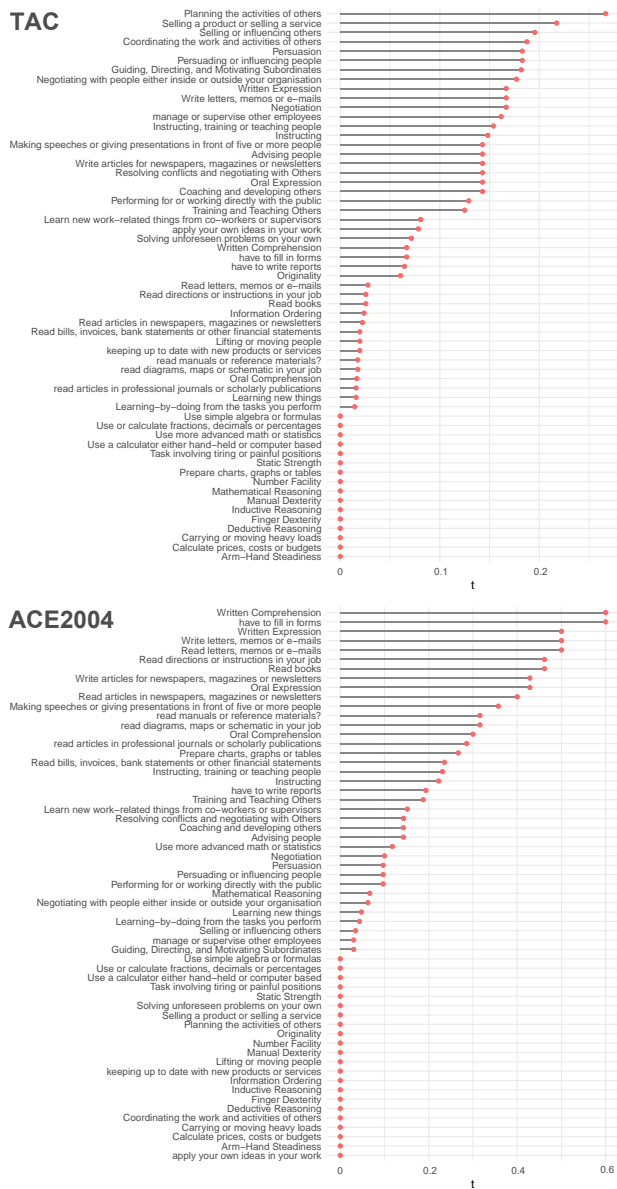 TAC
Planning the activities of others
Selling a product or selling a service
Selling or influencing others
Coordinating the work and activities of others
Persuasion
Persuading or influencing people
Guiding, Directing, and Motivating Subordinates
Negotiating with people either inside or outside your organisation
Written Expression
Write letters, memos or e−mails
Negotiation
manage or supervise other employees
Instructing, training or teaching people
Instructing
Making speeches or giving presentations in front of five or more people
Advising people
Write articles for newspapers, magazines or newsletters
Resolving conflicts and negotiating with Others
Oral Expression
Coaching and developing others
Performing for or working directly with the public
Training and Teaching Others
Learn new work−related things from co−workers or supervisors
apply your own ideas in your work
Solving unforeseen problems on your own
Written Comprehension
have to fill in forms
have to write reports
Originality
Read letters, memos or e−mails
Read directions or instructions in your job
Read books
Information Ordering
Read articles in newspapers, magazines or newsletters
Read bills, invoices, bank statements or other financial statements
Lifting or moving people
keeping up to date with new products or services
read manuals or reference materials?
read diagrams, maps or schematic in your job
Oral Comprehension
read articles in professional journals or scholarly publications
Learning new things
Learning−by−doing from the tasks you perform
Use simple algebra or formulas
Use or calculate fractions, decimals or percentages
Use more advanced math or statistics
Use a calculator either hand−held or computer based
Task involving tiring or painful positions
Static Strength
Prepare charts, graphs or tables
Number Facility
Mathematical Reasoning
Manual Dexterity
Inductive Reasoning
Finger Dexterity
Deductive Reasoning
Carrying or moving heavy loads
Calculate prices, costs or budgets
Arm−Hand Steadiness
0 0.1 0.2
t
ACE2004
Written Comprehension
have to fill in forms
Written Expression
Write letters, memos or e−mails
Read letters, memos or e−mails
Read directions or instructions in your job
Read books
Write articles for newspapers, magazines or newsletters
Oral Expression
Read articles in newspapers, magazines or newsletters
Making speeches or giving presentations in front of five or more people
read manuals or reference materials?
read diagrams, maps or schematic in your job
Oral Comprehension
read articles in professional journals or scholarly publications
Prepare charts, graphs or tables
Read bills, invoices, bank statements or other financial statements
Instructing, training or teaching people
Instructing
have to write reports
Training and Teaching Others
Learn new work−related things from co−workers or supervisors
Resolving conflicts and negotiating with Others
Coaching and developing others
Advising people
Use more advanced math or statistics
Negotiation
Persuasion
Persuading or influencing people
Performing for or working directly with the public
Mathematical Reasoning
Negotiating with people either inside or outside your organisation
Learning new things
Learning−by−doing from the tasks you perform
Selling or influencing others
manage or supervise other employees
Guiding, Directing, and Motivating Subordinates
Use simple algebra or formulas
Use or calculate fractions, decimals or percentages
Use a calculator either hand−held or computer based
Task involving tiring or painful positions
Static Strength
Solving unforeseen problems on your own
Selling a product or selling a service
Planning the activities of others
Originality
Number Facility
Manual Dexterity
Lifting or moving people
keeping up to date with new products or services
Information Ordering
Inductive Reasoning
Finger Dexterity
Deductive Reasoning
Coordinating the work and activities of others
Carrying or moving heavy loads
Calculate prices, costs or budgets
Arm−Hand Steadiness
apply your own ideas in your work
0 0.2 0.4 0.6
t